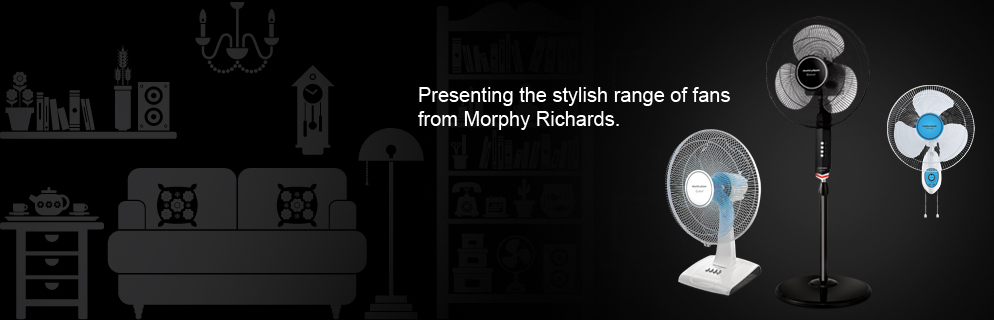 Presenting the stylish range of fans
from Morphy Richards.